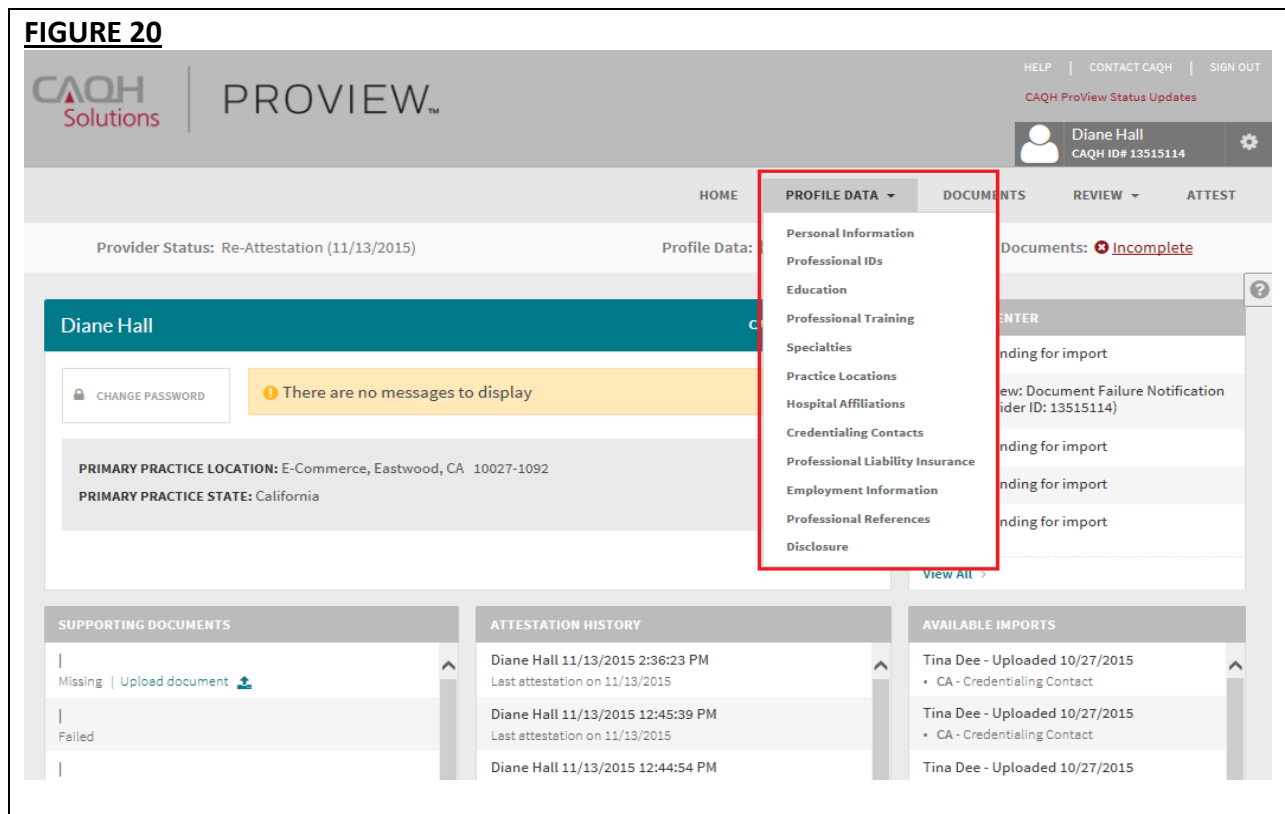 FIGURE 20
CAQH
Solutions
PROVIEW™
HELP | CONTACT CAQH | SIGN OUT
CAQH ProView Status Updates
Diane Hall
CAQH ID# 13515114
HOME PROFILE DATA DOCUMENTS REVIEW ATTEST
Provider Status: Re-Attestation (11/13/2015) Profile Data: Documents: Incomplete
Personal Information
Professional IDs
Education
Professional Training
Specialties
Practice Locations
Hospital Affiliations
Credentialing Contacts
Professional Liability Insurance
Employment Information
Professional References
Disclosure
Diane Hall
CHANGE PASSWORD
There are no messages to display
PRIMARY PRACTICE LOCATION: E-Commerce, Eastwood, CA 10027-1092
PRIMARY PRACTICE STATE: California
ENTER
nding for import
ew: Document Failure Notification
ider ID: 13515114)
nding for import
nding for import
nding for import
View All >
SUPPORTING DOCUMENTS
|
Missing | Upload document
|
Failed
|
ATTESTATION HISTORY
Diane Hall 11/13/2015 2:36:23 PM
Last attestation on 11/13/2015
Diane Hall 11/13/2015 12:45:39 PM
Last attestation on 11/13/2015
Diane Hall 11/13/2015 12:44:54 PM
AVAILABLE IMPORTS
Tina Dee - Uploaded 10/27/2015
• CA - Credentialing Contact
Tina Dee - Uploaded 10/27/2015
• CA - Credentialing Contact
Tina Dee - Uploaded 10/27/2015